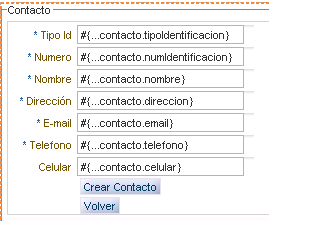 Contacto
* Tipo Id #{...contacto.tipoIdentificacion}
* Numero #{...contacto.numIdentificacion}
* Nombre #{...contacto.nombre}
* Dirección #{...contacto.direccion}
* E-mail #{...contacto.email}
* Telefono #{...contacto.telefono}
Celular #{...contacto.celular}
Crear Contacto
Volver